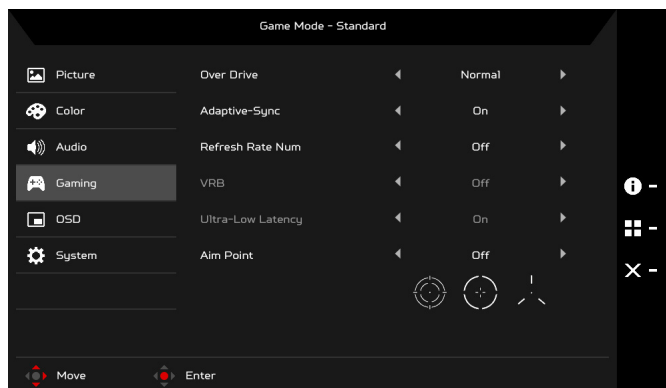 Game Mode - Standard
Picture
Over Drive Normal
Color
Adaptive-Sync On
Audio
Refresh Rate Num Off
Gaming
VRB Off
OSD
Ultra-Low Latency On
System
Aim Point Off
Move Enter